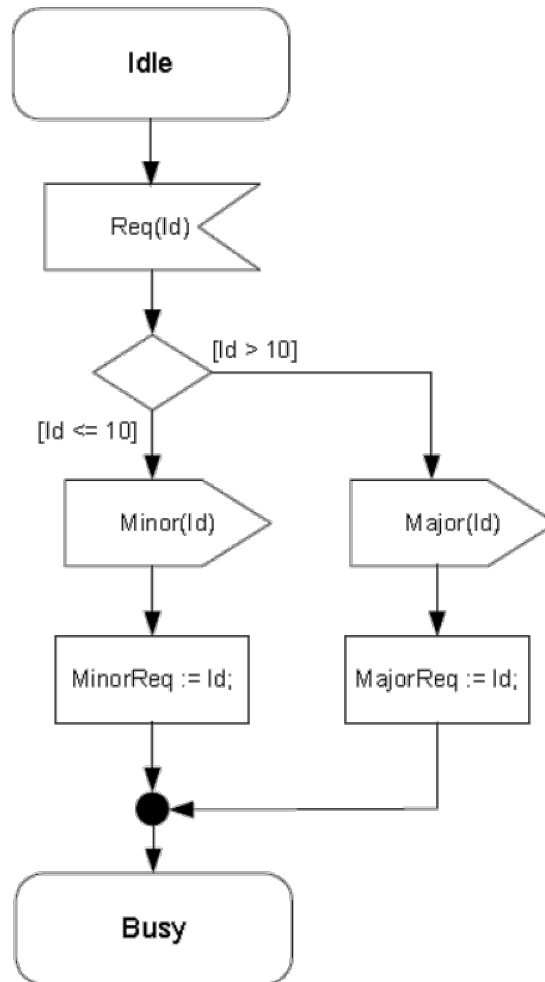 Idle
Req(Id)
[Id > 10]
[Id <= 10]
Minor(Id)
Major(Id)
MinorReq := Id;
MajorReq := Id;
Busy